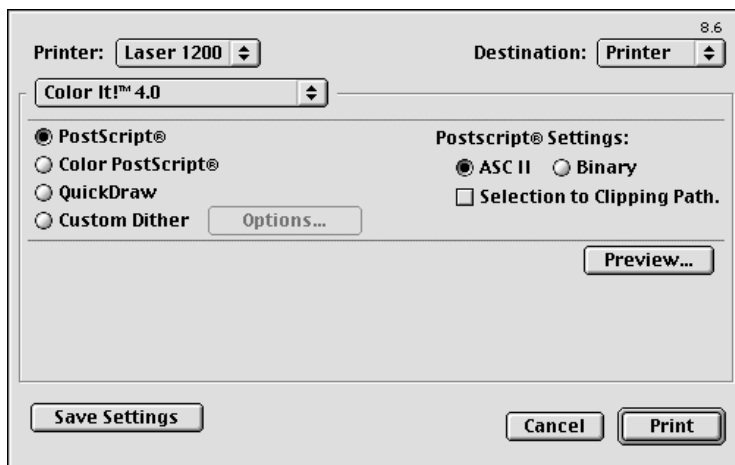 8.6
Printer: Laser 1200 Destination: Printer
Color It!™ 4.0
PostScript® Postscript® Settings:
Color PostScript® ASC II Binary
QuickDraw Selection to Clipping Path.
Custom Dither Options...
Preview...
Save Settings Cancel Print